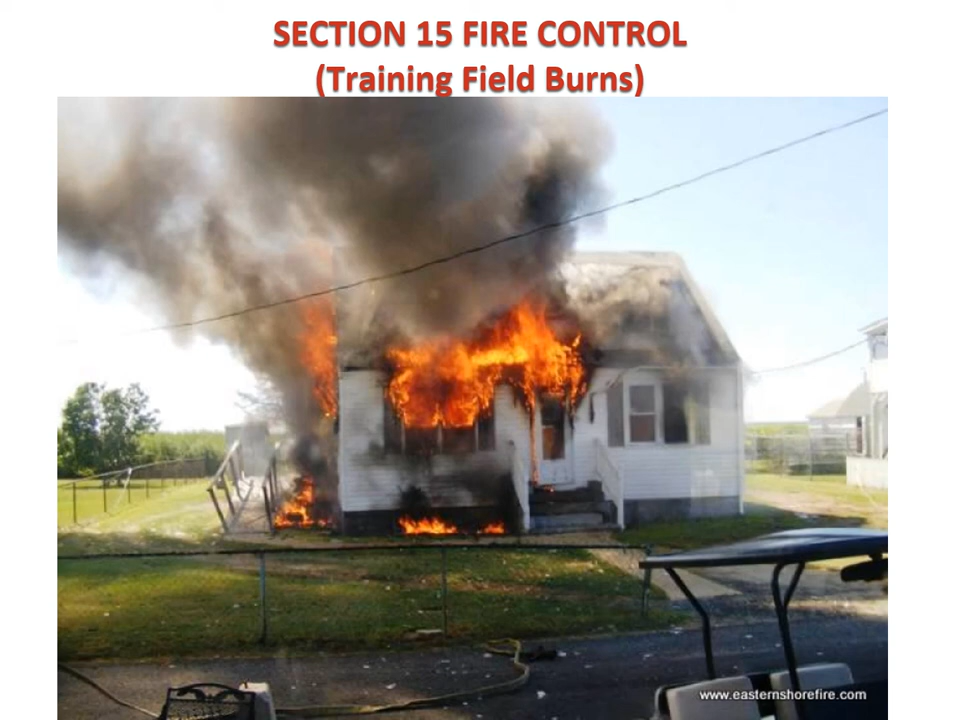 SECTION 15 FIRE CONTROL
(Training Field Burns)
www.easternshorefire.com